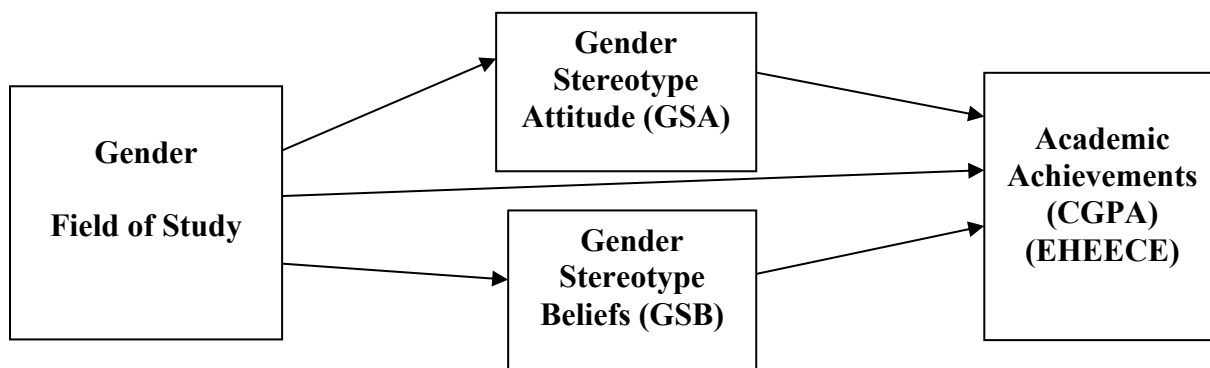 Gender
Field of Study
Gender
Stereotype
Attitude (GSA)
Gender
Stereotype
Beliefs (GSB)
Academic
Achievements
(CGPA)
(EHEECE)